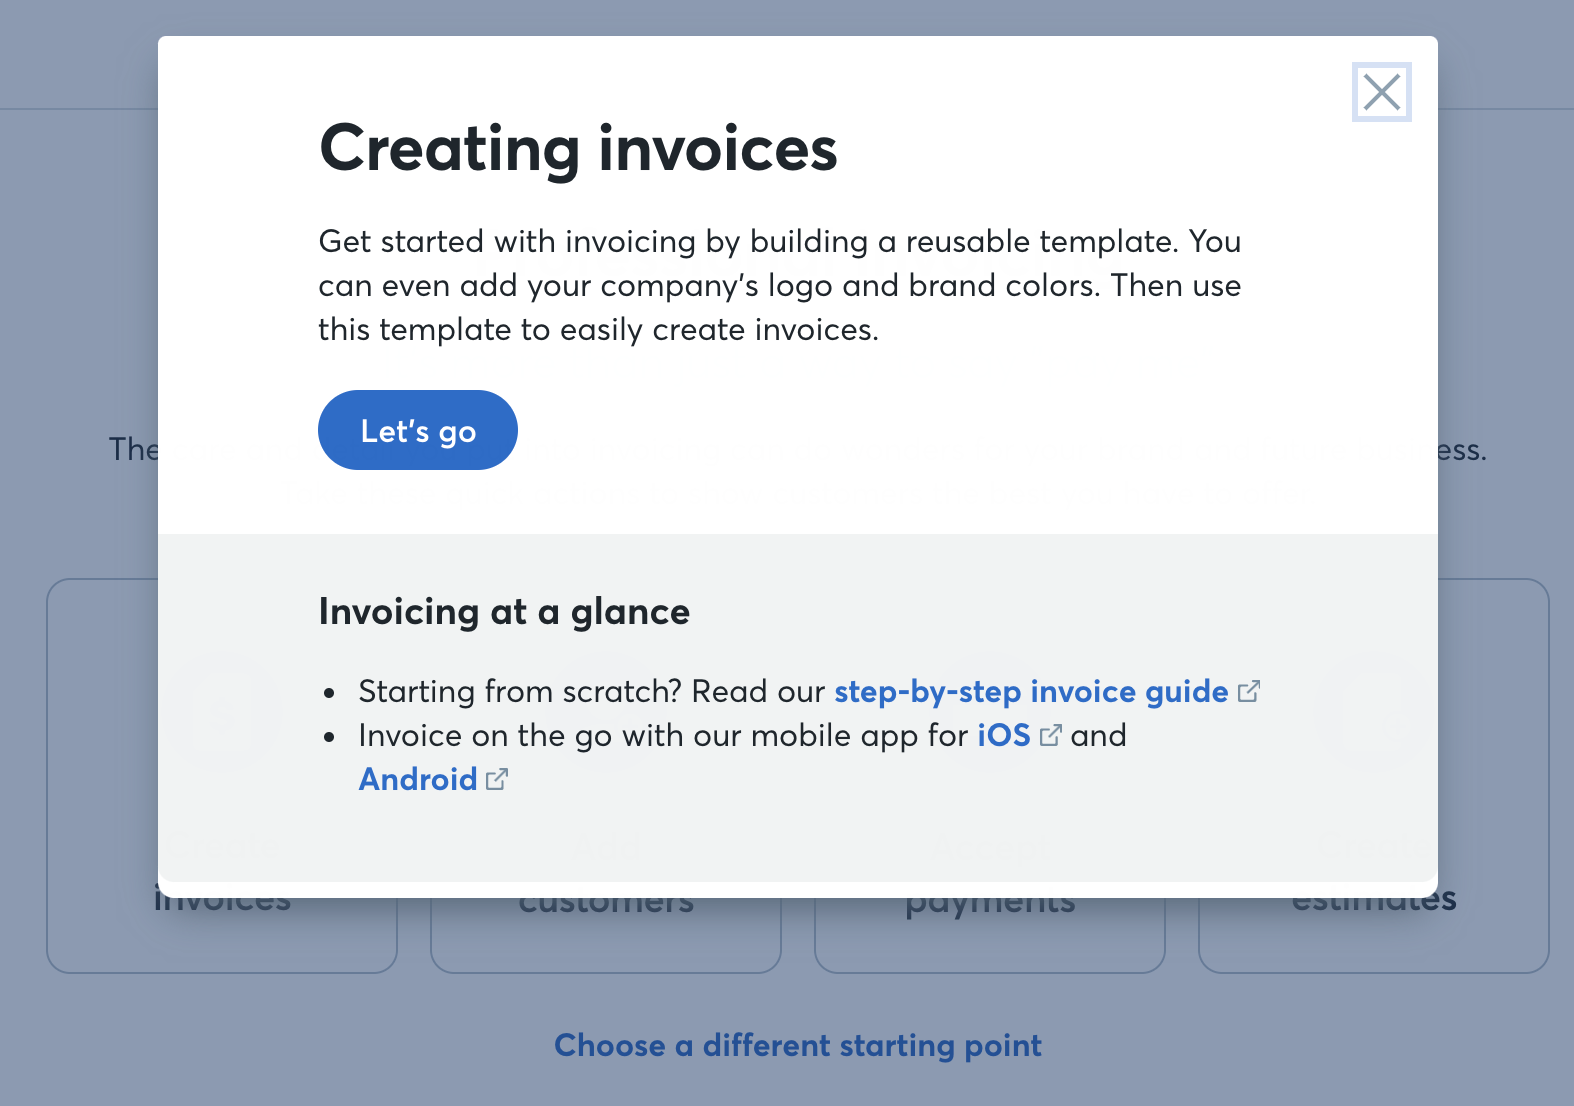 Creating invoices
Get started with invoicing by building a reusable template. You
can even add your company's logo and brand colors. Then use
this template to easily create invoices.
Let's go
The
ess.
Invoicing at a glance
• Starting from scratch? Read our step-by-step invoice guide
• Invoice on the go with our mobile app for iOS and
Android
invoices
customers
payments
estimates
Choose a different starting point